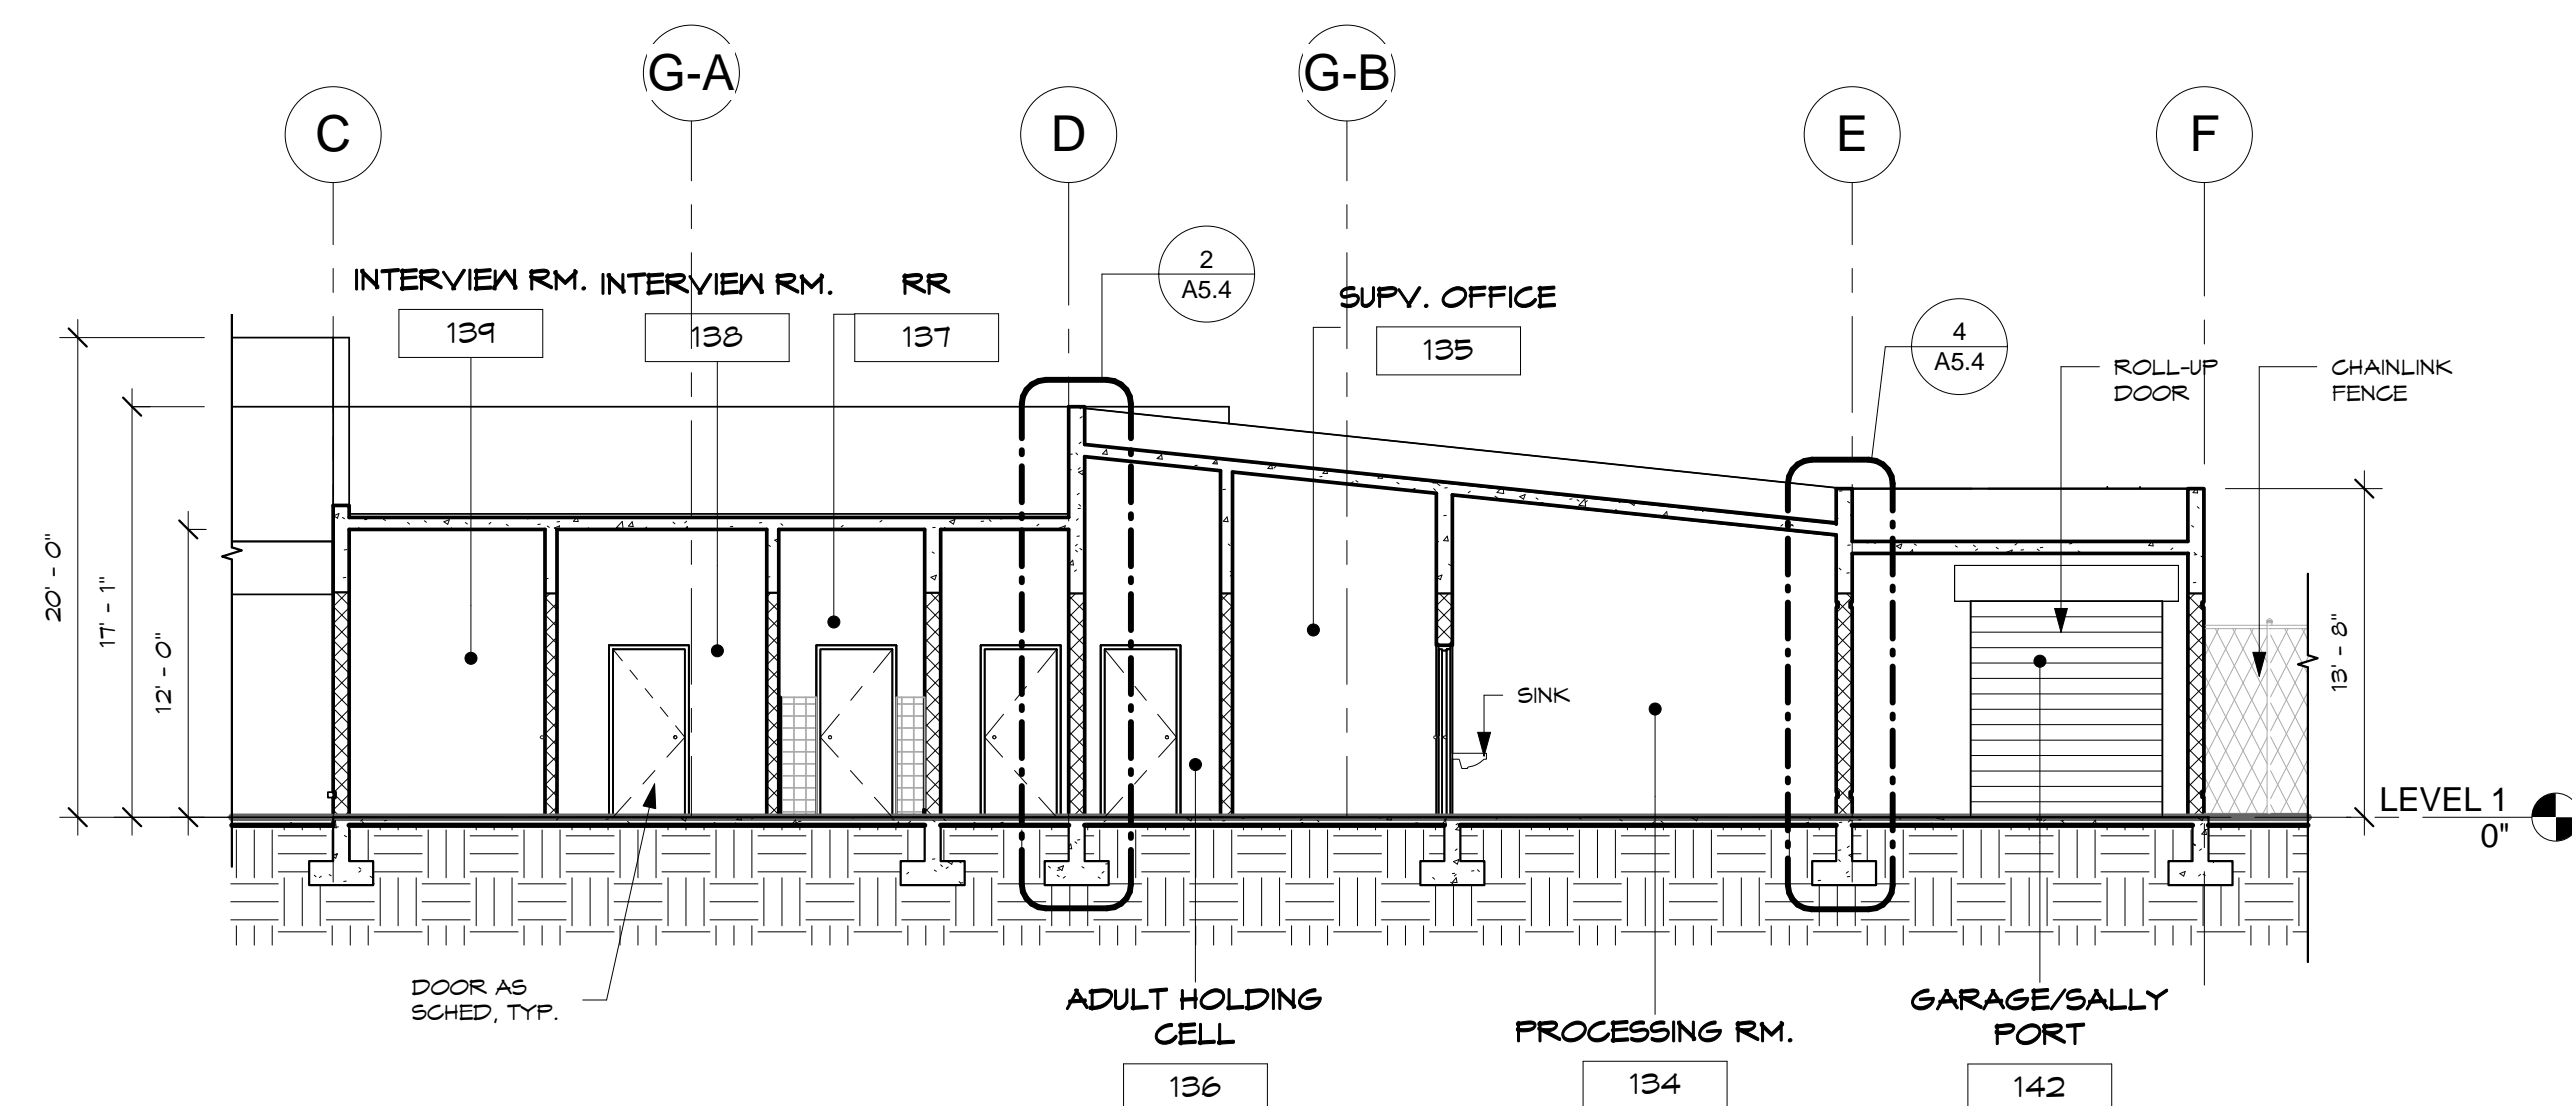 G-A
G-B
C
D
E
F
2
A5.4
INTERVIEW RM.
INTERVIEW RM.
RR
SUPV. OFFICE
139
138
137
135
4
A5.4
ROLL-UP
DOOR
CHAINLINK
FENCE
20' - 0"
17' - 1"
12' - 0"
13' - 8"
SINK
LEVEL 1
0"
DOOR AS
SCHED, TYP.
ADULT HOLDING
CELL
136
PROCESSING RM.
134
GARAGE/SALLY
PORT
142